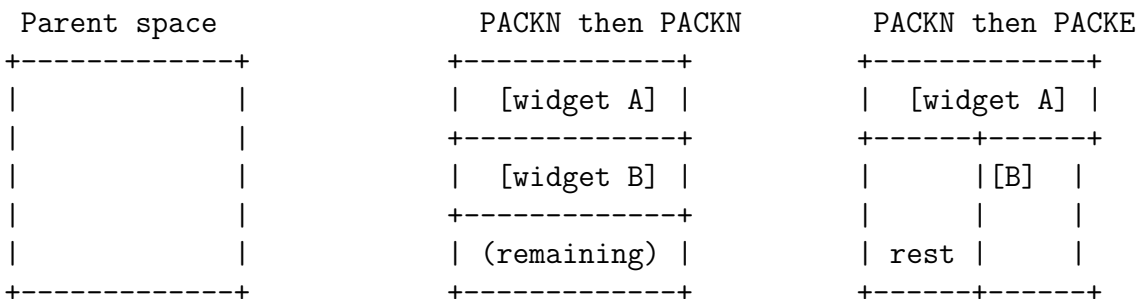 Parent space PACKN then PACKN PACKN then PACKE
+-------------+ +-------------+ +-------------+
| | | [widget A] | | [widget A] |
| | +-------------+ +------+------+
| | | [widget B] | | |[B] |
| | +-------------+ | | |
| | | (remaining) | | rest | |
+-------------+ +-------------+ +------+------+